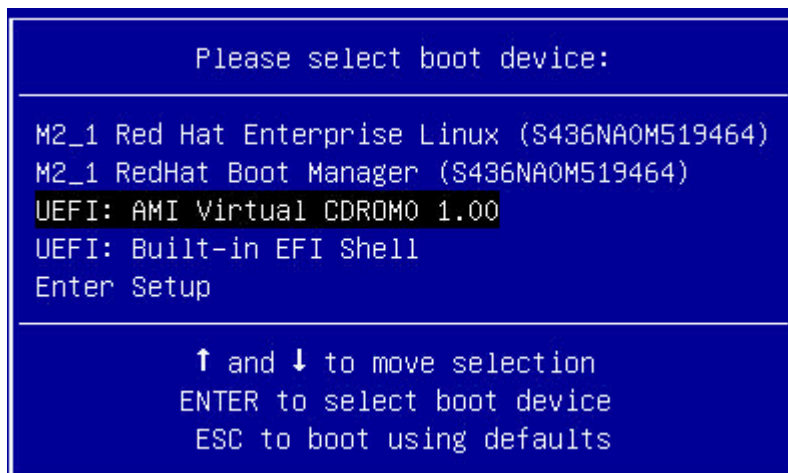 Please select boot device:
M2_1 Red Hat Enterprise Linux (S436NA0M519464)
M2_1 RedHat Boot Manager (S436NA0M519464)
UEFI: AMI Virtual CDROM0 1.00
UEFI: Built-in EFI Shell
Enter Setup
↑ and ↓ to move selection
ENTER to select boot device
ESC to boot using defaults